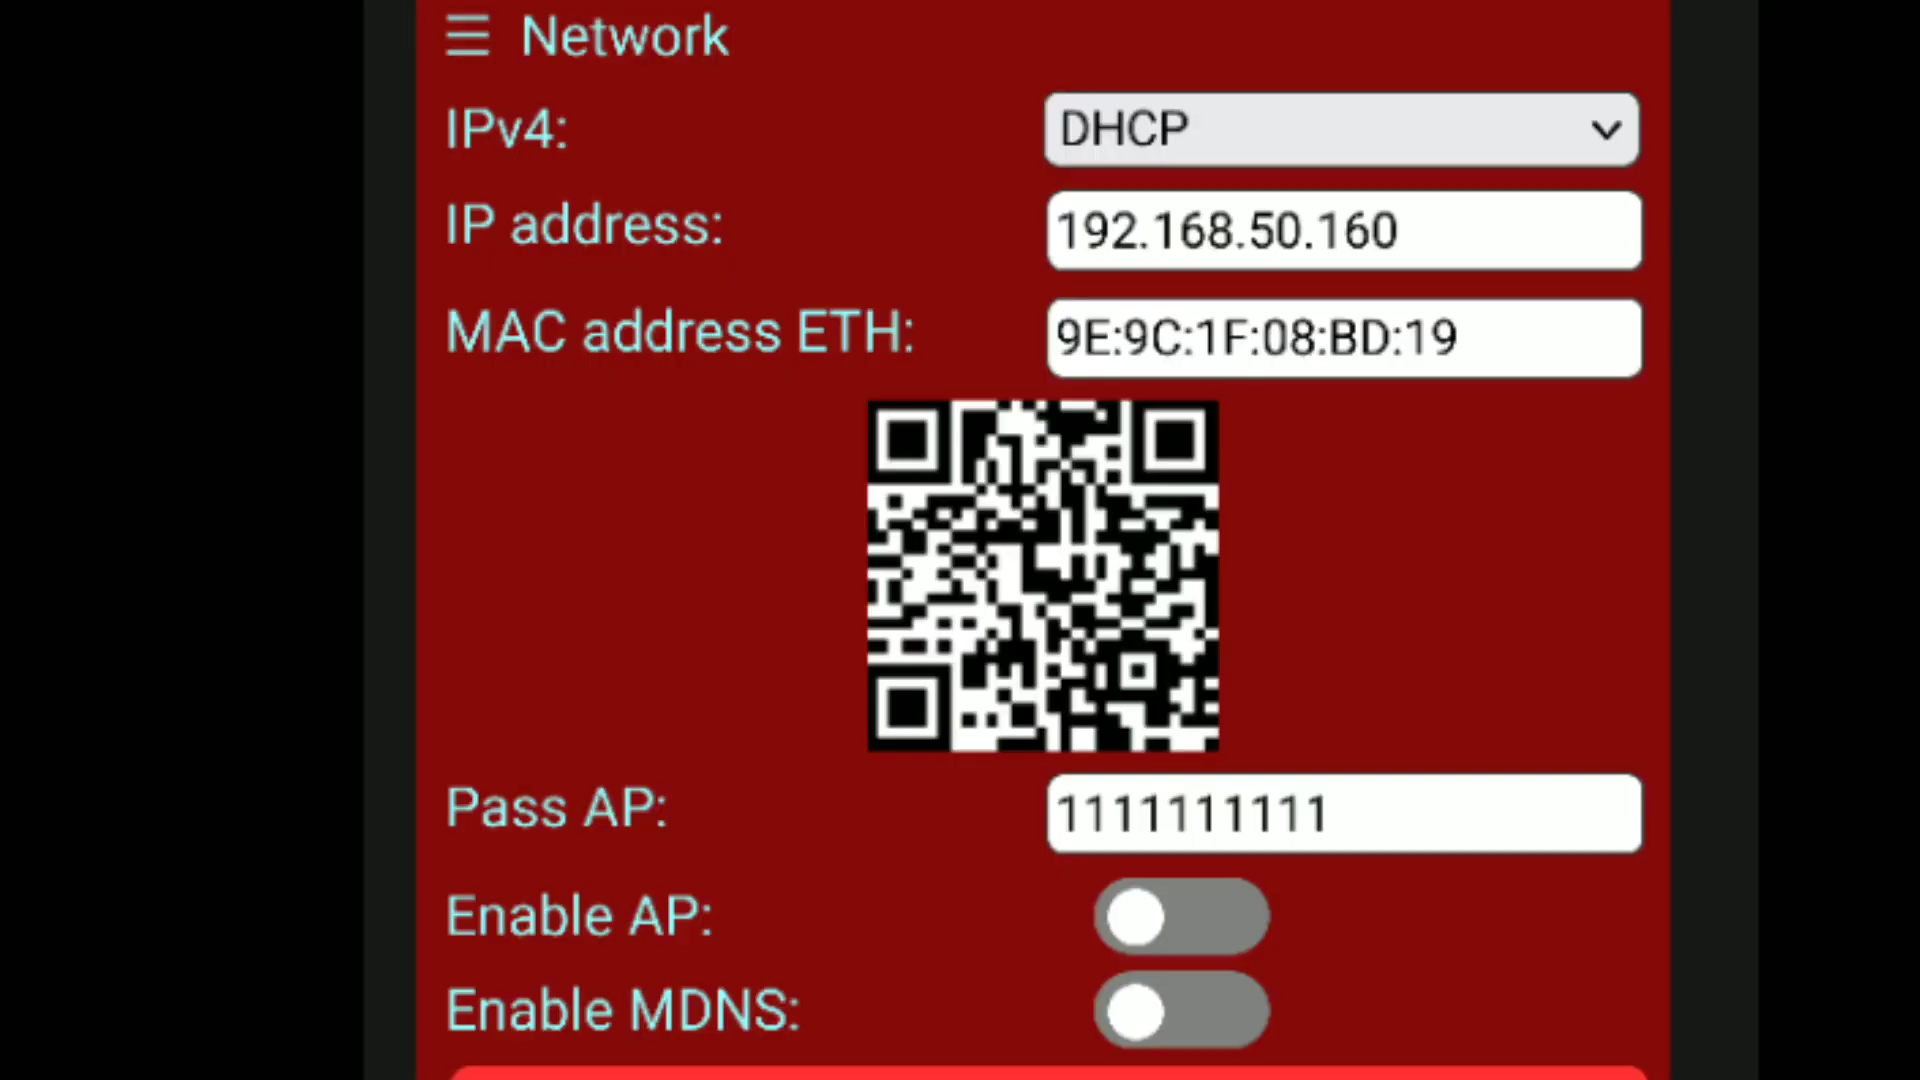 Network
IPv4: DHCP
IP address: 192.168.50.160
MAC address ETH: 9E:9C:1F:08:BD:19
Pass AP: 1111111111
Enable AP:
Enable MDNS: